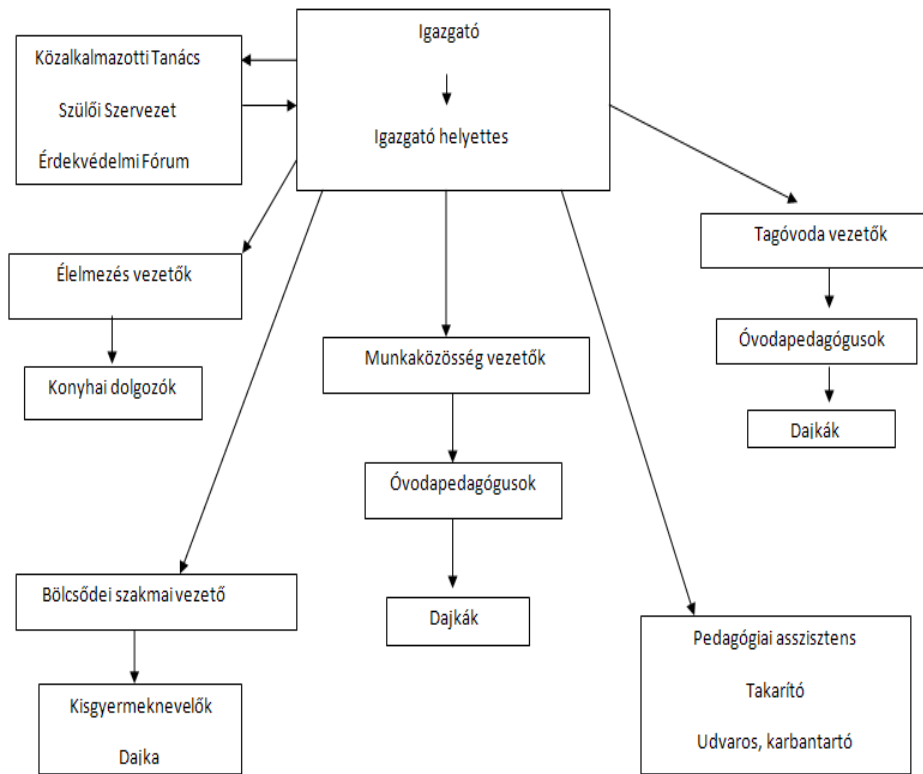 Igazgató
Igazgató helyettes
Közalkalmazotti Tanács
Szülői Szervezet
Érdekvédelmi Fórum
Élelmezés vezetők
Konyhai dolgozók
Bölcsődei szakmai vezető
Kisgyermeknevelők
Dajka
Munkaközösség vezetők
Óvodapedagógusok
Dajkák
Tagóvoda vezetők
Óvodapedagógusok
Dajkák
Pedagógiai asszisztens
Takarító
Udvaros, karbantartó